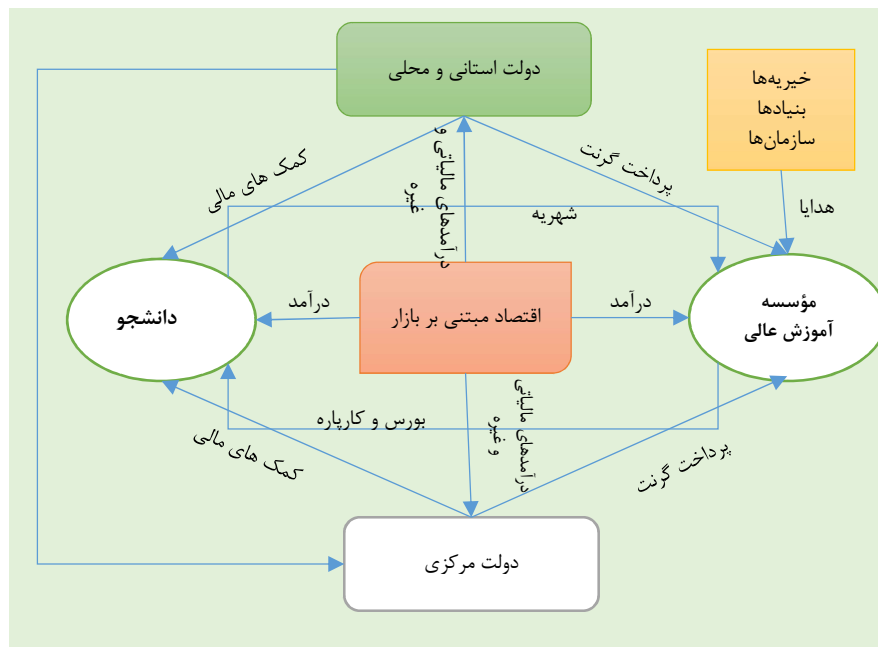 دولت استانی و محلی
خیریه‌ها
بنیادها
سازمان‌ها
کمک های مالی
درآمدهای مالیاتی و
غیره
پرداخت گرنت
هدایا
شهریه
دانشجو
درآمد
اقتصاد مبتنی بر بازار
درآمد
مؤسسه
آموزش عالی
بورس و کارپاره
درآمدهای مالیاتی
و غیره
کمک های مالی
پرداخت گرنت
دولت مرکزی